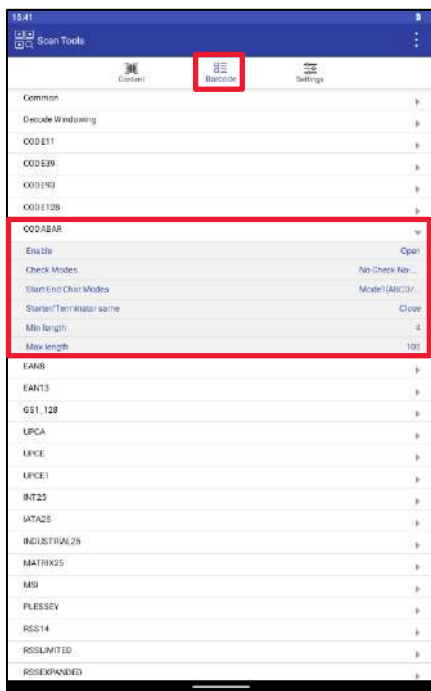 15:41
Scan Tools
Content Barcode Settings
Common
Decode Windowing
CODE11
CODE39
CODE93
CODE128
CODABAR
Enable Open
Check Modes No-Check No-...
Start End Char Modes Mode1(ABCD/...
Starter/Terminator same Close
Min length 4
Max length 100
EAN8
EAN13
GS1_128
UPCA
UPCE
UPCE1
INT25
IATA25
INDUSTRIAL25
MATRIX25
MSI
PLESSEY
RSS14
RSSLIMITED
RSSEXPANDED